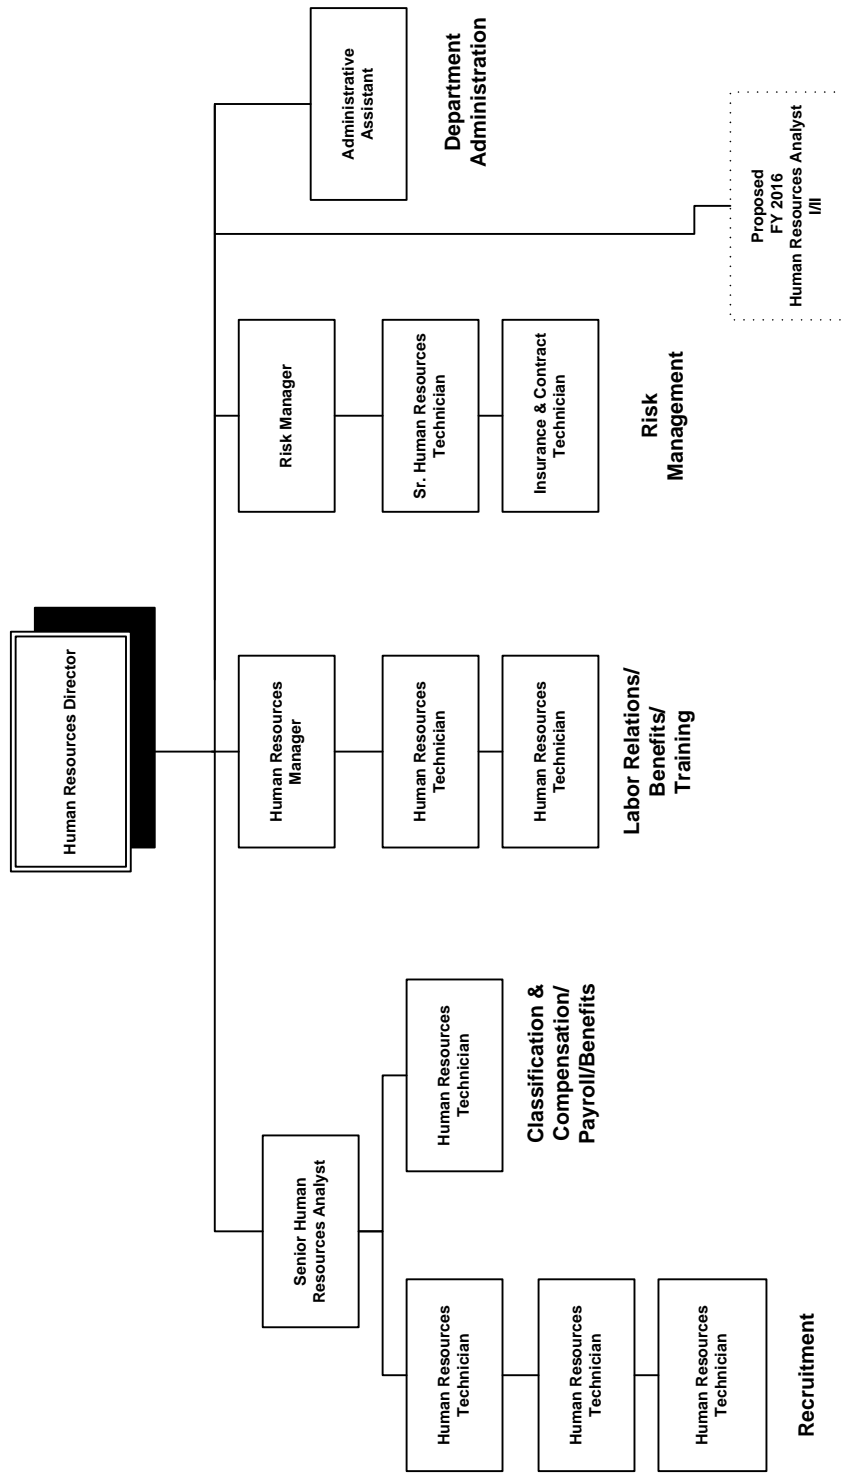 Human Resources Director
Senior Human
Resources Analyst
Human Resources
Manager
Risk Manager
Administrative
Assistant
Human Resources
Technician
Human Resources
Technician
Human Resources
Technician
Sr. Human Resources
Technician
Human Resources
Technician
Human Resources
Technician
Insurance & Contract
Technician
Human Resources
Technician
Recruitment
Classification &
Compensation/
Payroll/Benefits
Labor Relations/
Benefits/
Training
Risk
Management
Department
Administration
Proposed
FY 2016
Human Resources Analyst
I/II